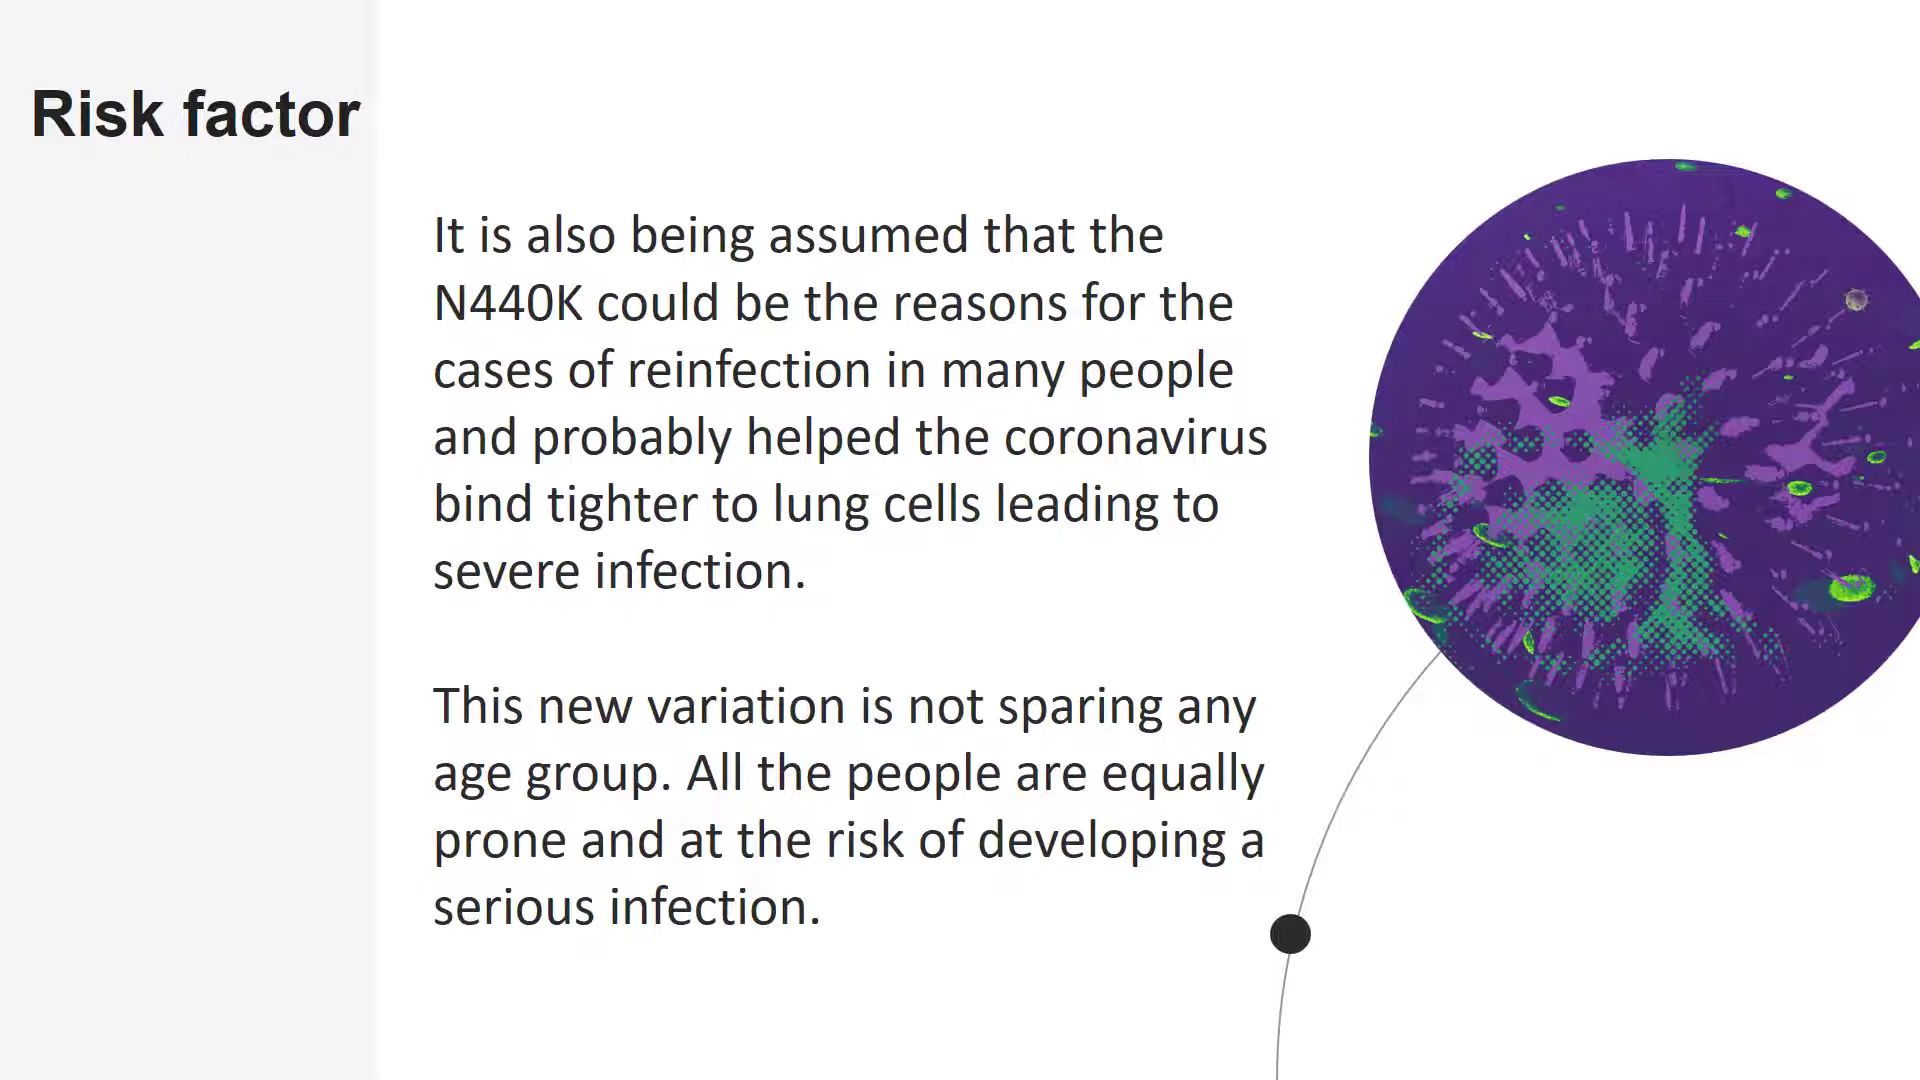 Risk factor
It is also being assumed that the
N440K could be the reasons for the
cases of reinfection in many people
and probably helped the coronavirus
bind tighter to lung cells leading to
severe infection.
This new variation is not sparing any
age group. All the people are equally
prone and at the risk of developing a
serious infection.